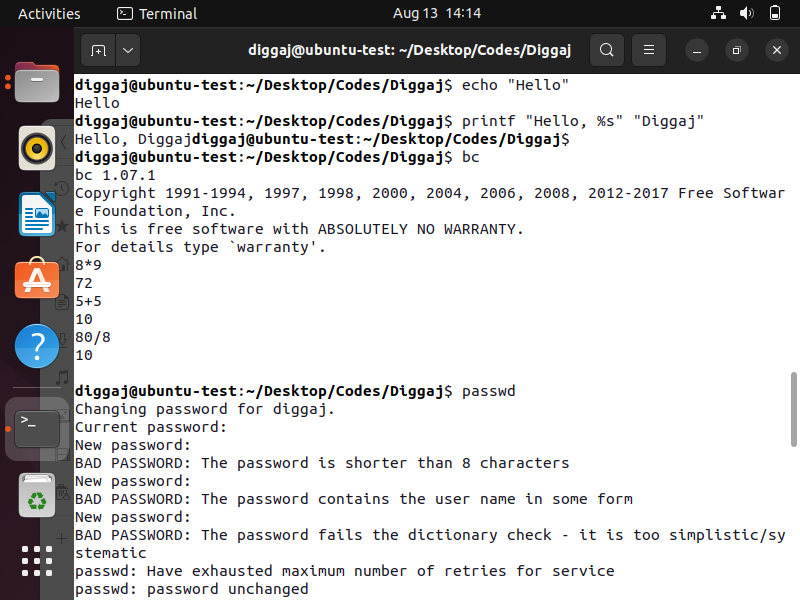 Activities
Terminal
Aug 13 14:14
diggaj@ubuntu-test: ~/Desktop/Codes/Diggaj
diggaj@ubuntu-test:~/Desktop/Codes/Diggaj$ echo "Hello"
Hello
diggaj@ubuntu-test:~/Desktop/Codes/Diggaj$ printf "Hello, %s" "Diggaj"
Hello, Diggajdiggaj@ubuntu-test:~/Desktop/Codes/Diggaj$
diggaj@ubuntu-test:~/Desktop/Codes/Diggaj$ bc
bc 1.07.1
Copyright 1991-1994, 1997, 1998, 2000, 2004, 2006, 2008, 2012-2017 Free Softwar
e Foundation, Inc.
This is free software with ABSOLUTELY NO WARRANTY.
For details type `warranty'.
8*9
72
5+5
10
80/8
10
diggaj@ubuntu-test:~/Desktop/Codes/Diggaj$ passwd
Changing password for diggaj.
Current password:
New password:
BAD PASSWORD: The password is shorter than 8 characters
New password:
BAD PASSWORD: The password contains the user name in some form
New password:
BAD PASSWORD: The password fails the dictionary check - it is too simplistic/sy
stematic
passwd: Have exhausted maximum number of retries for service
passwd: password unchanged